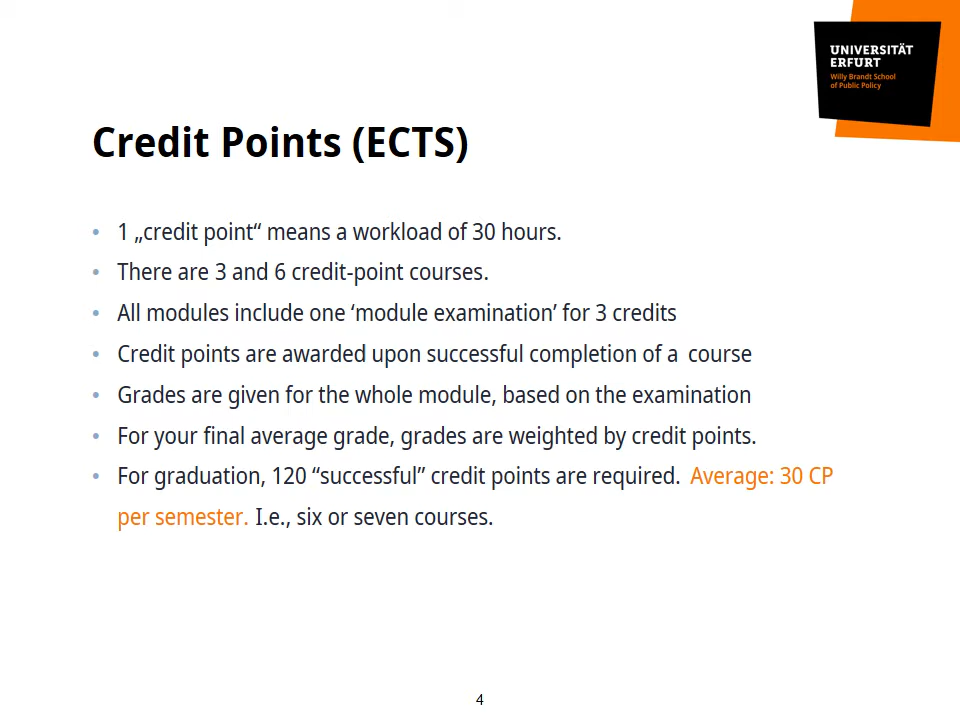 UNIVERSITÄT
ERFURT
Willy Brandt School
of Public Policy
Credit Points (ECTS)
• 1 „credit point“ means a workload of 30 hours.
• There are 3 and 6 credit-point courses.
• All modules include one ‘module examination’ for 3 credits
• Credit points are awarded upon successful completion of a  course
• Grades are given for the whole module, based on the examination
• For your final average grade, grades are weighted by credit points.
• For graduation, 120 “successful” credit points are required.  Average: 30 CP
per semester. I.e., six or seven courses.
4